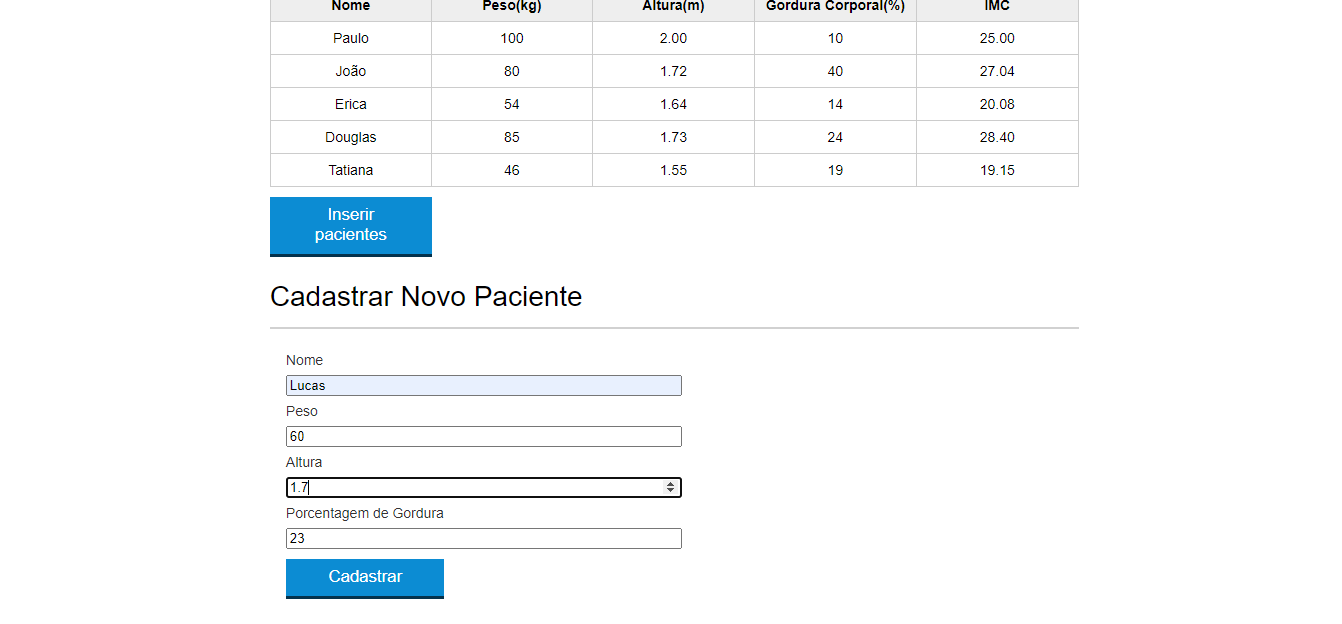 Nome Peso(kg) Altura(m) Gordura Corporal(%) IMC
Paulo 100 2.00 10 25.00
João 80 1.72 40 27.04
Erica 54 1.64 14 20.08
Douglas 85 1.73 24 28.40
Tatiana 46 1.55 19 19.15
Inserir
pacientes
Cadastrar Novo Paciente
Nome
Lucas
Peso
60
Altura
1.7
Porcentagem de Gordura
23
Cadastrar